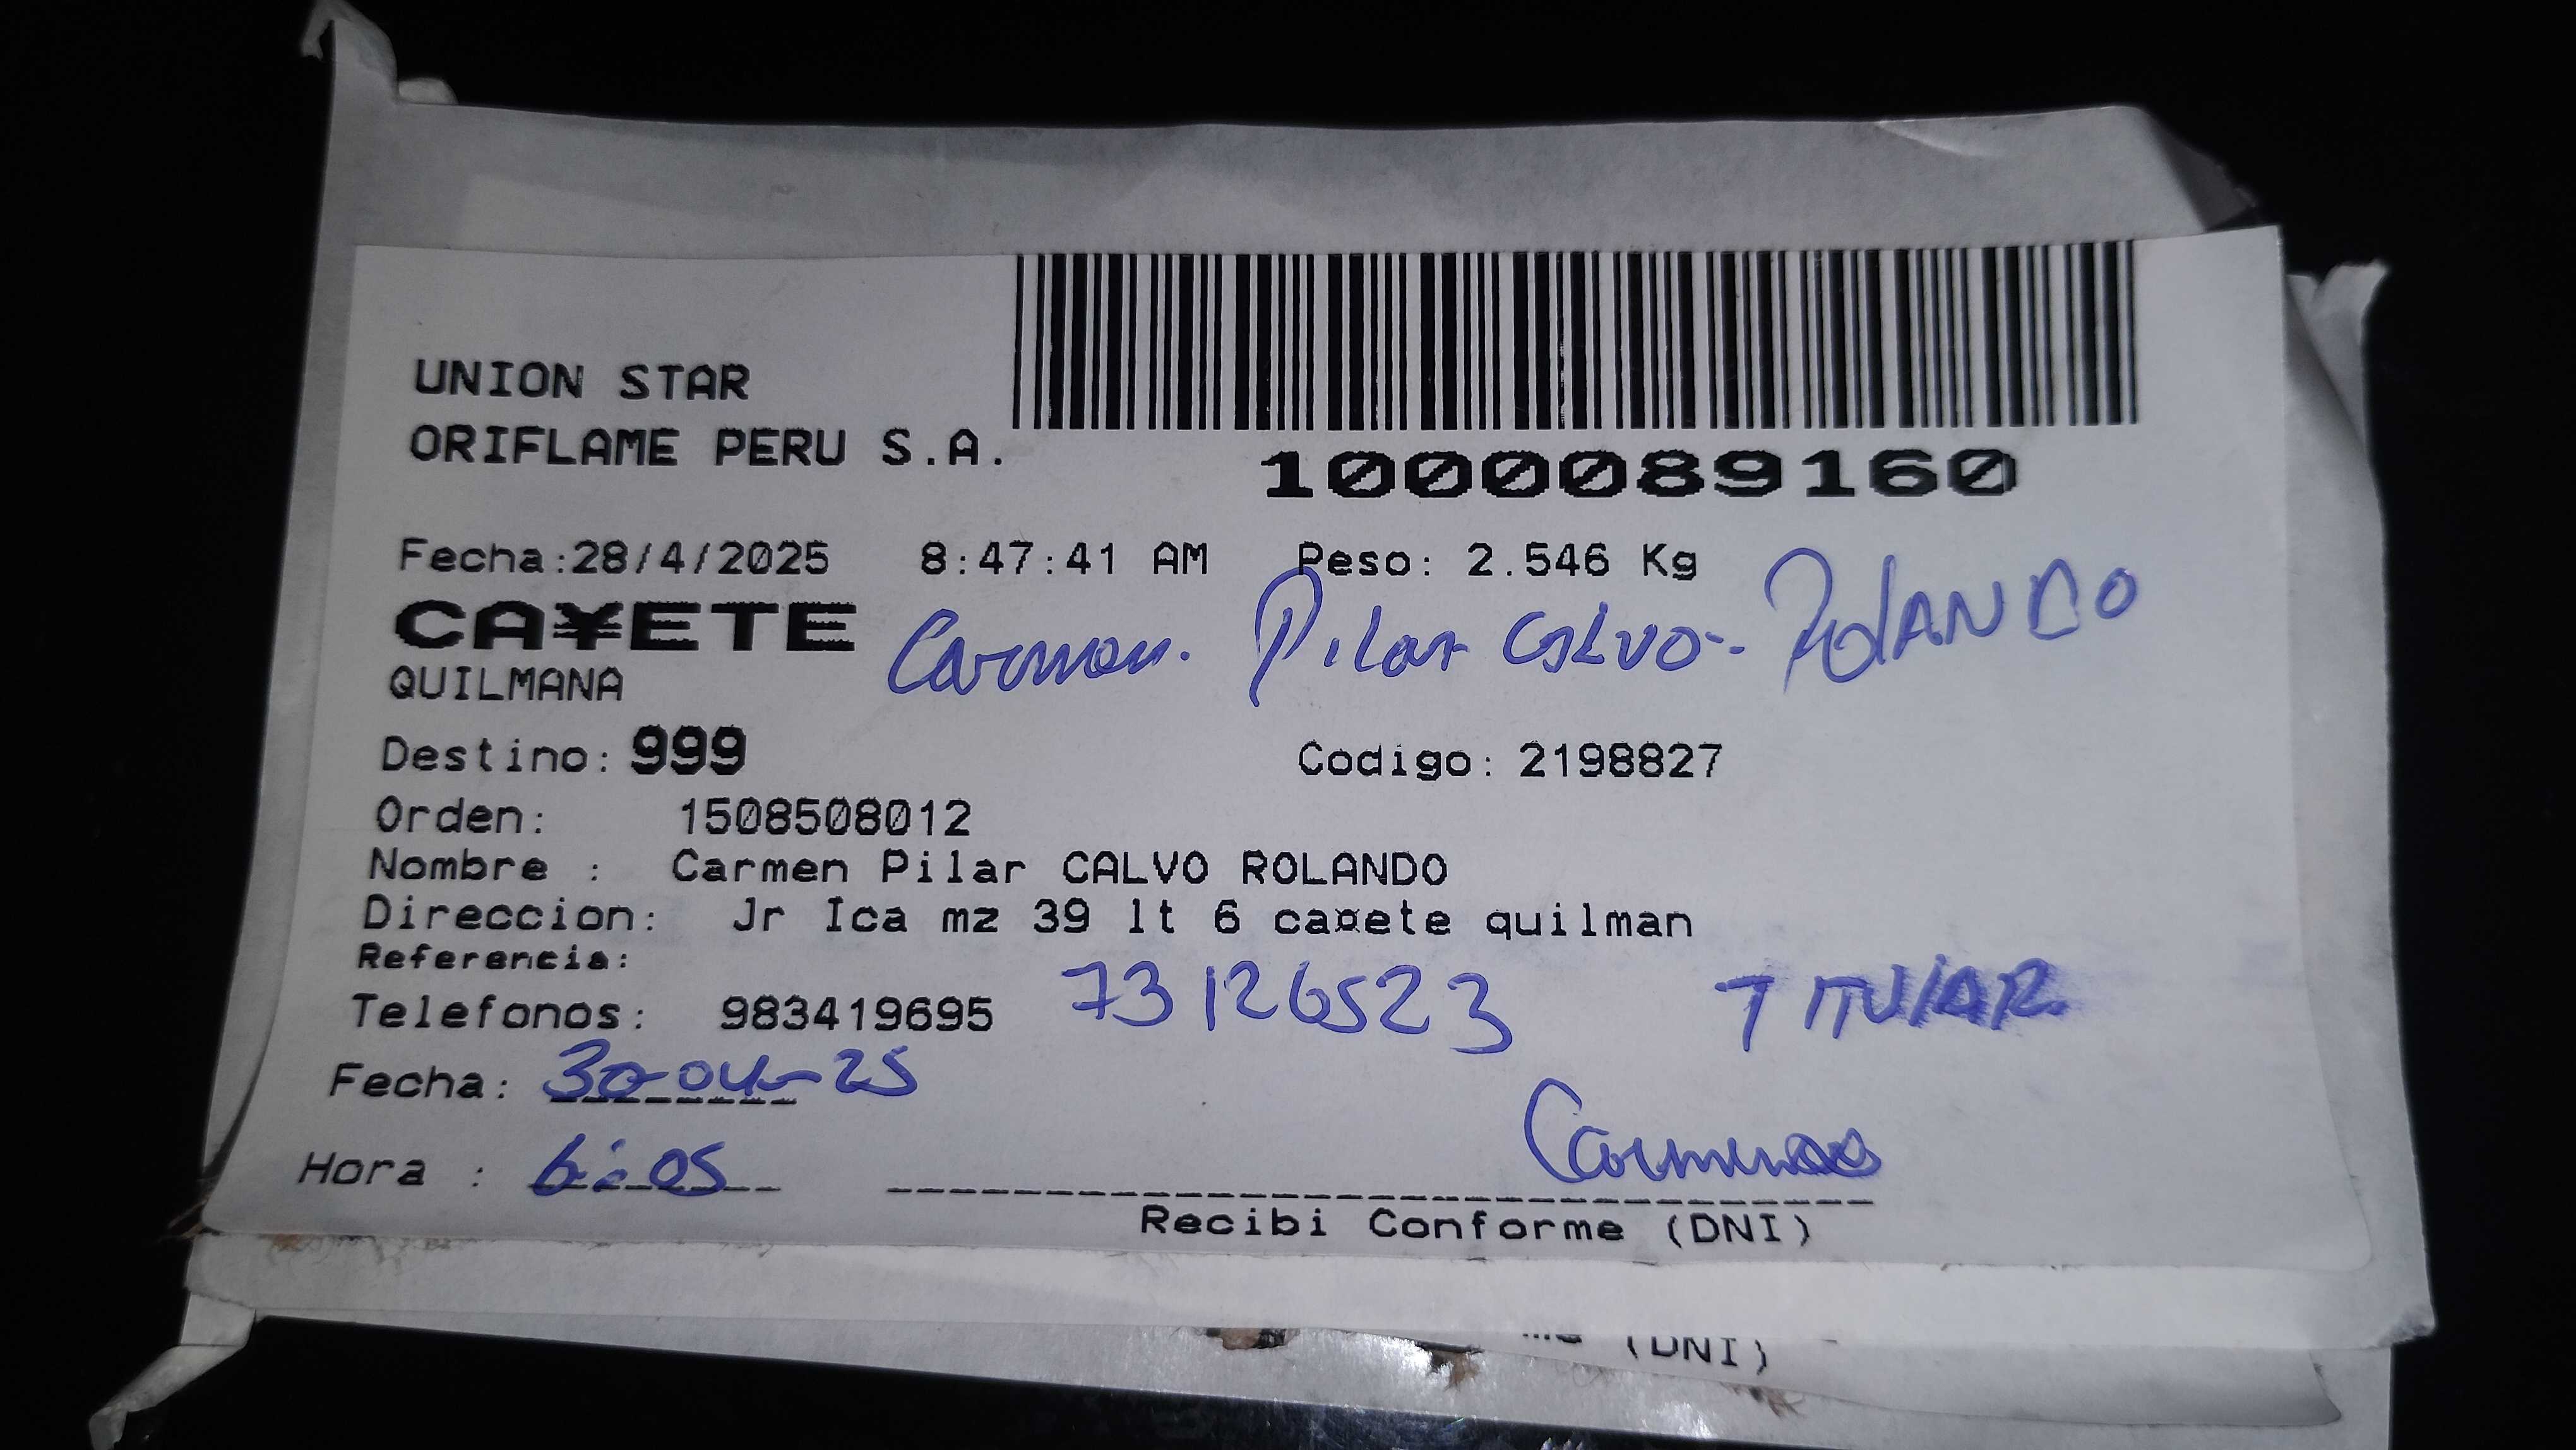 UNION STAR
ORIFLAME PERU S.A.
1000089160
Fecha:28/4/2025 8:47:41 AM Peso: 2.546 Kg
CA¥ETE
Carmen. Pilar CALVO-ROLANDO
QUILMANA
Destino: 999 Codigo: 2198827
Orden: 1508508012
Nombre : Carmen Pilar CALVO ROLANDO
Direccion: Jr Ica mz 39 lt 6 ca¤ete quilman
Referencia:
Telefonos: 983419695 73126523 TITULAR
Fecha: 30-04-25
Hora : 6:05
Recibi Conforme (DNI)
(DNI)